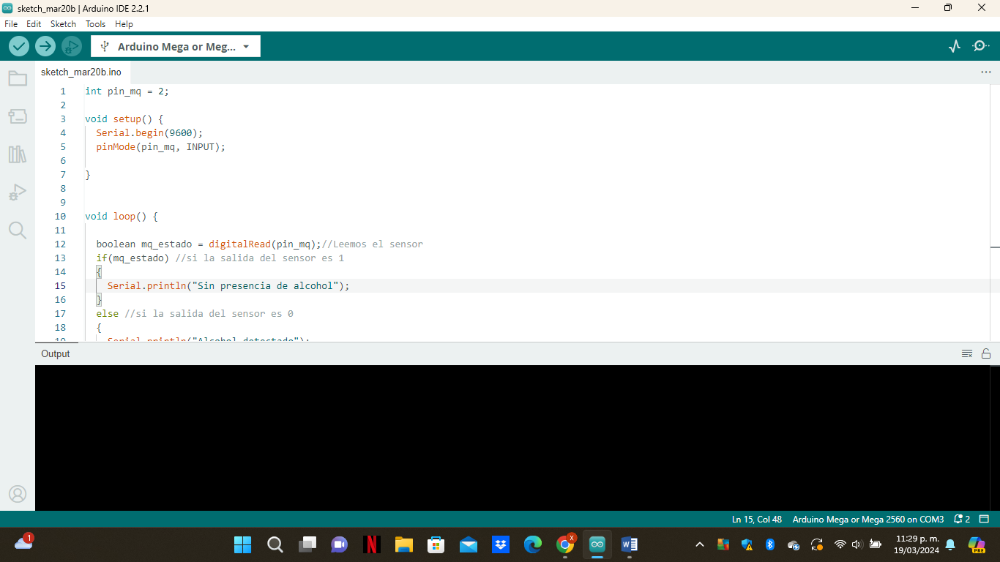 sketch_mar20b | Arduino IDE 2.2.1
File Edit Sketch Tools Help
Arduino Mega or Meg...
sketch_mar20b.ino
1 int pin_mq = 2;
2
3 void setup() {
4 Serial.begin(9600);
5 pinMode(pin_mq, INPUT);
6
7 }
8
9
10 void loop() {
11
12 boolean mq_estado = digitalRead(pin_mq);//Leemos el sensor
13 if(mq_estado) //si la salida del sensor es 1
14 {
15 Serial.println("Sin presencia de alcohol");
16 }
17 else //si la salida del sensor es 0
18 {
19 Serial.println("Alcohol detectado");
Output
Ln 15, Col 48 Arduino Mega or Mega 2560 on COM3 2
1
X
W
11:29 p. m.
19/03/2024
PRE